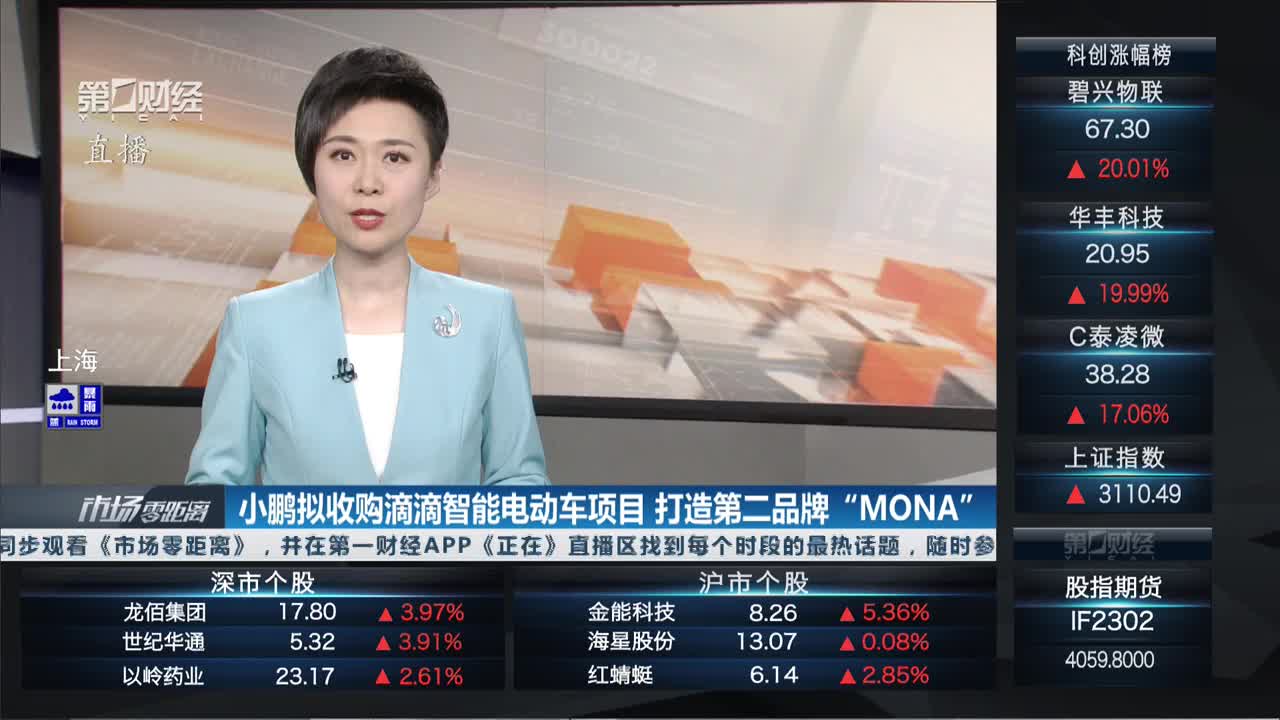 300022
第一财经
YICAI
直播
上海
暴雨
蓝 RAIN STORM
市场零距离
小鹏拟收购滴滴智能电动车项目 打造第二品牌“MONA”
同步观看《市场零距离》，并在第一财经APP《正在》直播区找到每个时段的最热话题，随时参
深市个股
龙佰集团 17.80 ▲ 3.97%
世纪华通 5.32 ▲ 3.91%
以岭药业 23.17 ▲ 2.61%
沪市个股
金能科技 8.26 ▲ 5.36%
海星股份 13.07 ▲ 0.08%
红蜻蜓 6.14 ▲ 2.85%
科创涨幅榜
碧兴物联
67.30
▲ 20.01%
华丰科技
20.95
▲ 19.99%
C泰凌微
38.28
▲ 17.06%
上证指数
▲ 3110.49
第一财经
YICAI
股指期货
IF2302
4059.8000